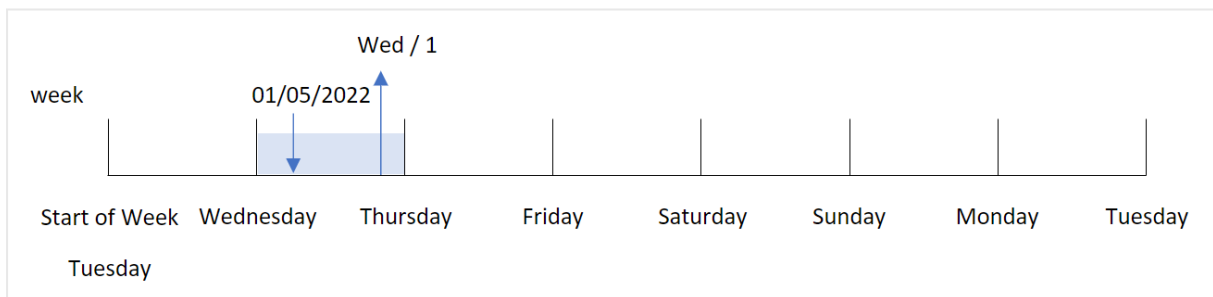 Wed / 1
week 01/05/2022
Start of Week Wednesday Thursday Friday Saturday Sunday Monday Tuesday
Tuesday